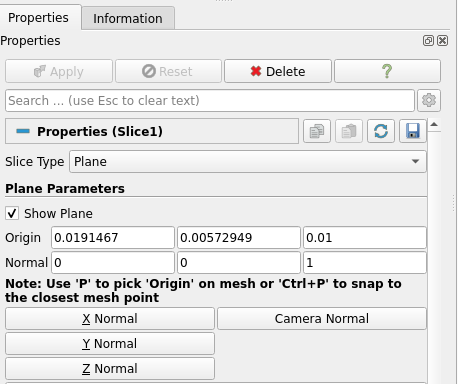 Properties Information
Properties
Apply Reset Delete ?
Search ... (use Esc to clear text)
Properties (Slice1)
Slice Type Plane
Plane Parameters
Show Plane
Origin 0.0191467 0.00572949 0.01
Normal 0 0 1
Note: Use 'P' to pick 'Origin' on mesh or 'Ctrl+P' to snap to
the closest mesh point
X Normal Camera Normal
Y Normal
Z Normal